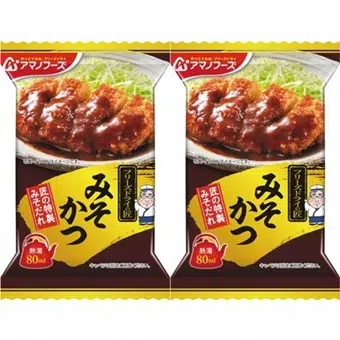 アマノフーズ
フリーズドライの匠
みそ
かつ
匠の特製
みそだれ
熱湯
80ml
アマノフーズ
フリーズドライの匠
みそ
かつ
匠の特製
みそだれ
熱湯
80ml